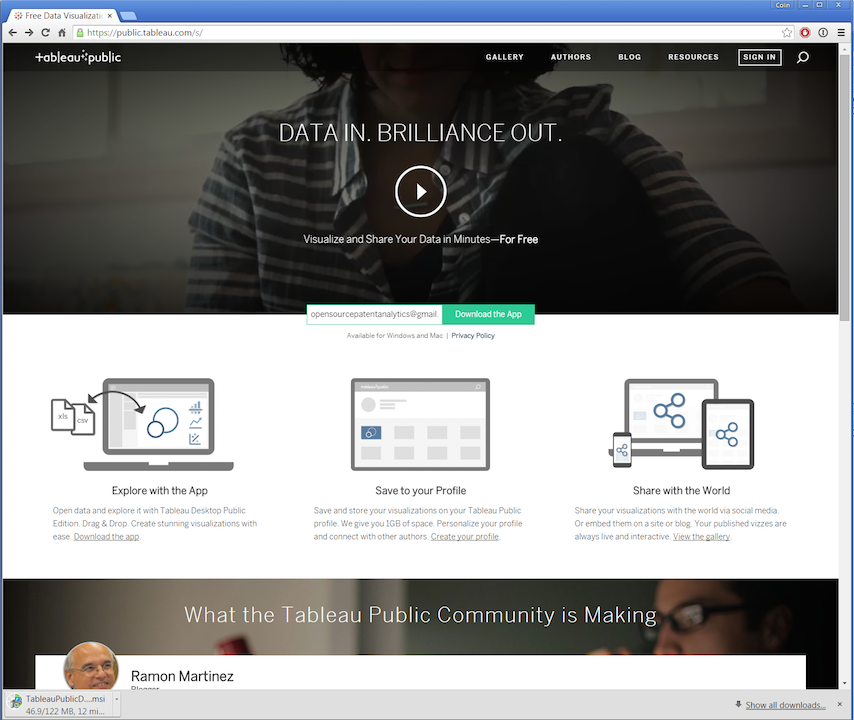 Colin
Free Data Visualizati
https://public.tableau.com/s/
+tableau public
GALLERY
AUTHORS
BLOG
RESOURCES
SIGN IN
DATA IN. BRILLIANCE OUT.
Visualize and Share Your Data in Minutes—For Free
opensourcepatentanalytics@gmail.
Download the App
Available for Windows and Mac | Privacy Policy
xls
csv
Explore with the App
Open data and explore it with Tableau Desktop Public
Edition. Drag & Drop. Create stunning visualizations with
ease. Download the app.
Save to your Profile
Save and store your visualizations on your Tableau Public
profile. We give you 1GB of space. Personalize your profile
and connect with other authors. Create your profile.
Share with the World
Share your visualizations with the world via social media.
Or embed them on a site or blog. Your published vizzes are
always live and interactive. View the gallery.
What the Tableau Public Community is Making
Ramon Martinez
Blogger
TableauPublicD....msi
46.9/122 MB, 12 mi...
Show all downloads...